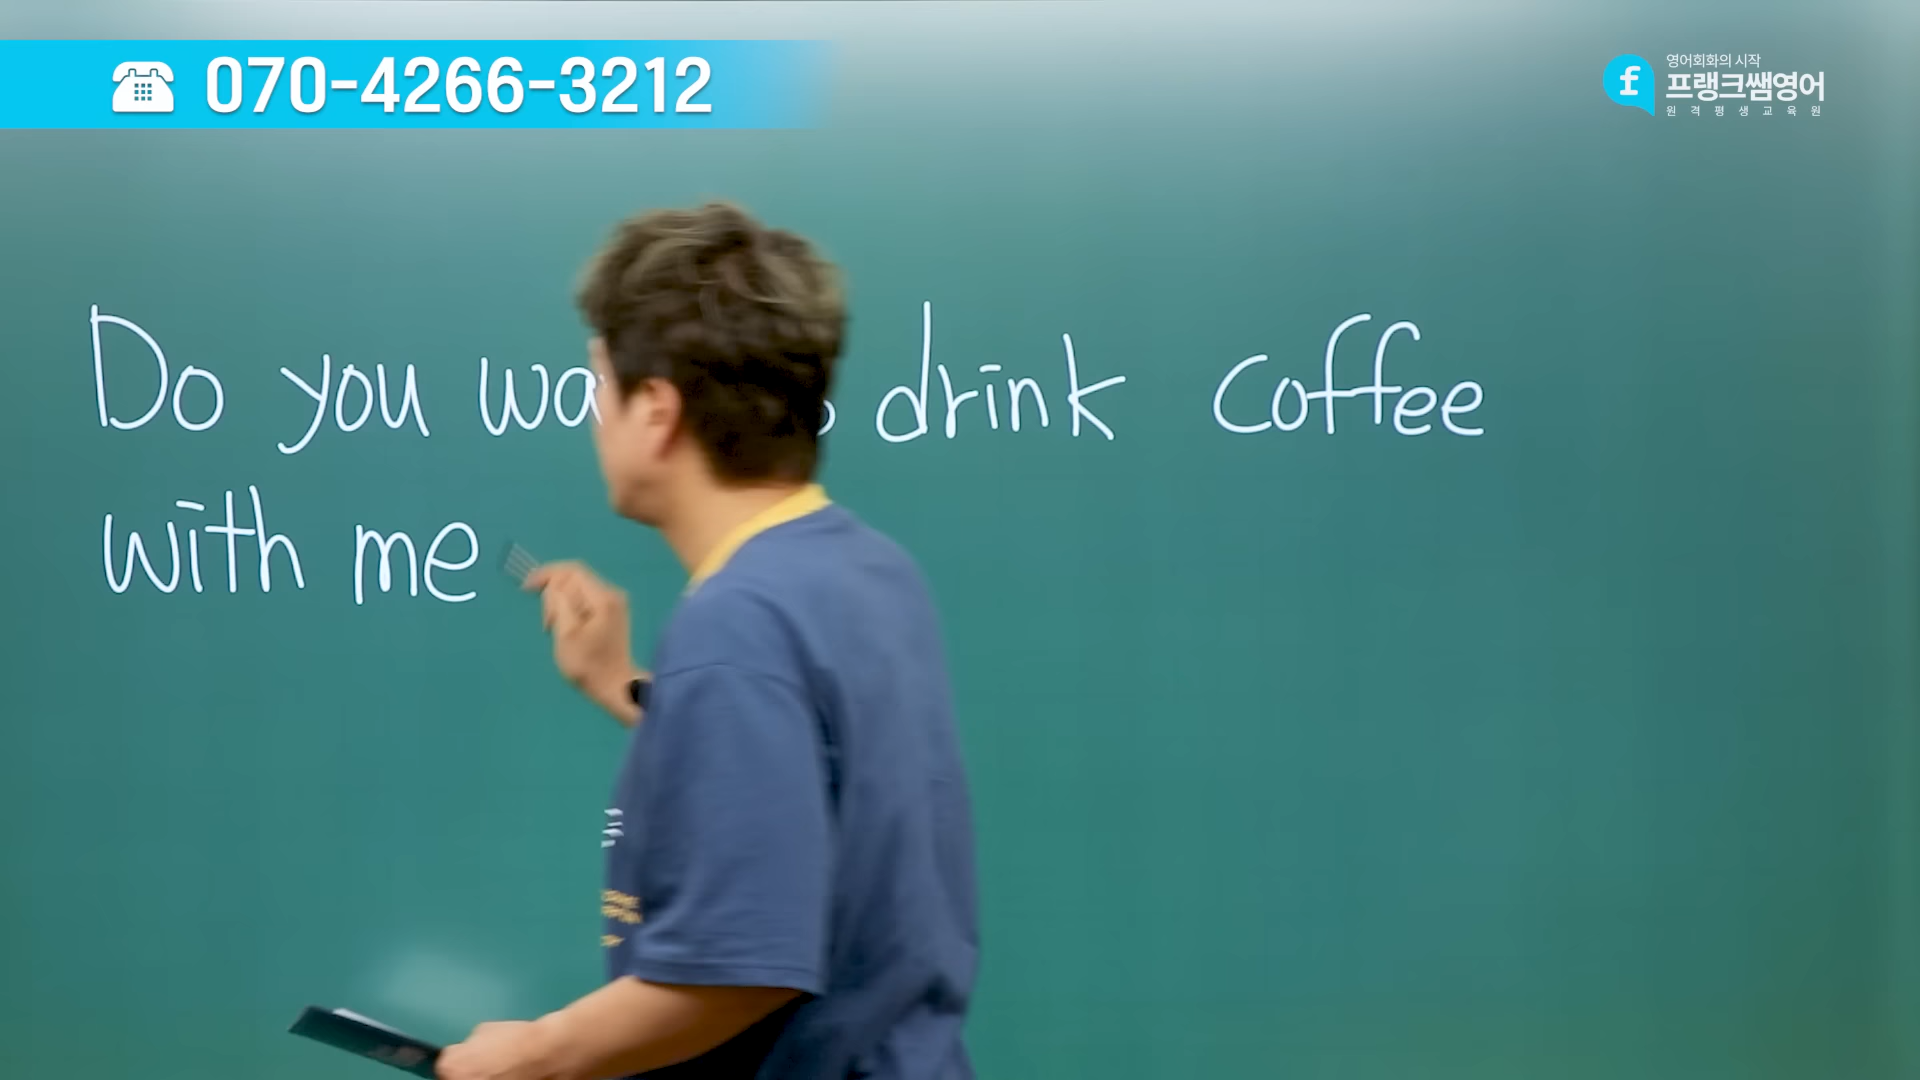 070-4266-3212
영어회화의 시작
프랭크쌤영어
원격평생교육원
Do you drink coffee
with me